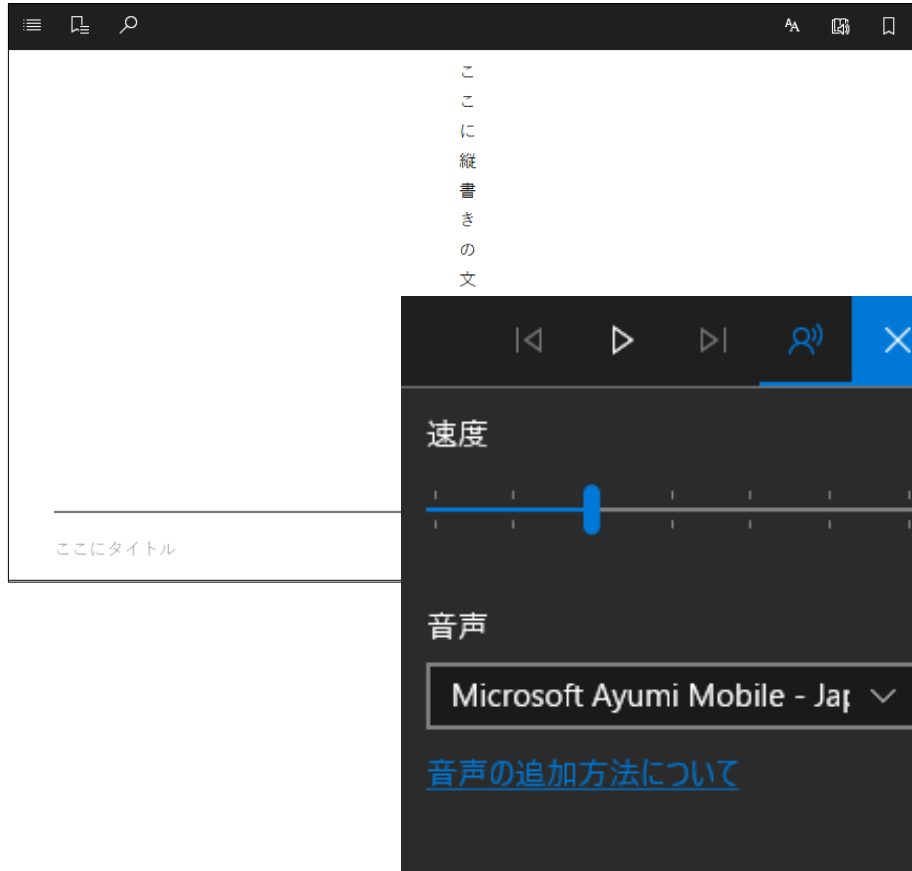 ここに縦書きの文
ここにタイトル
速度
音声
Microsoft Ayumi Mobile - Jap
音声の追加方法について